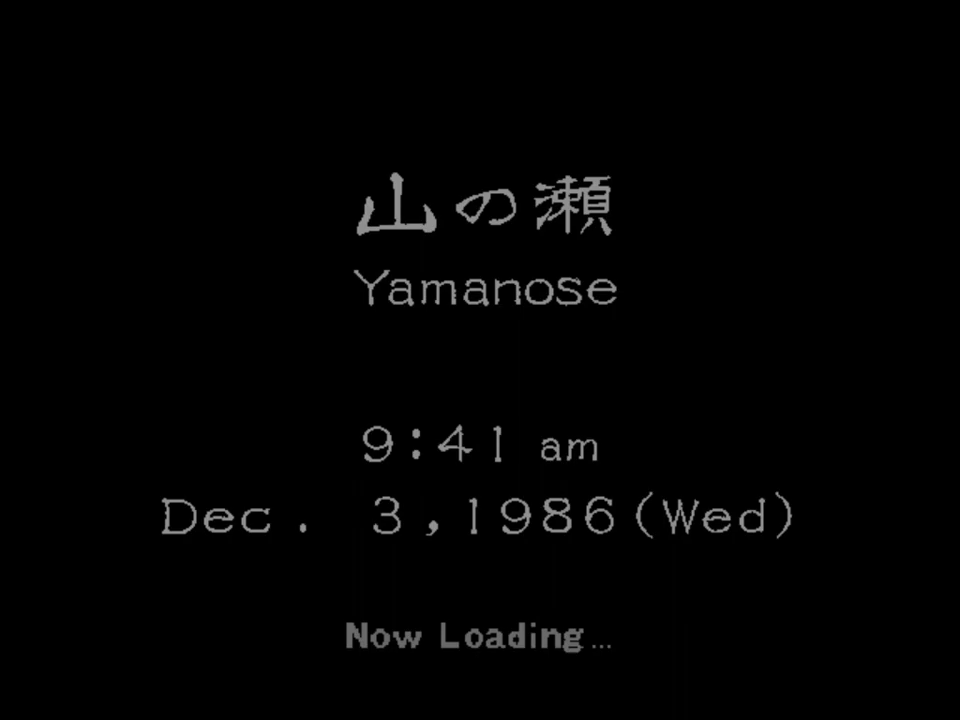 山の瀬
Yamanose
9:41 am
Dec. 3,1986(Wed)
Now Loading...